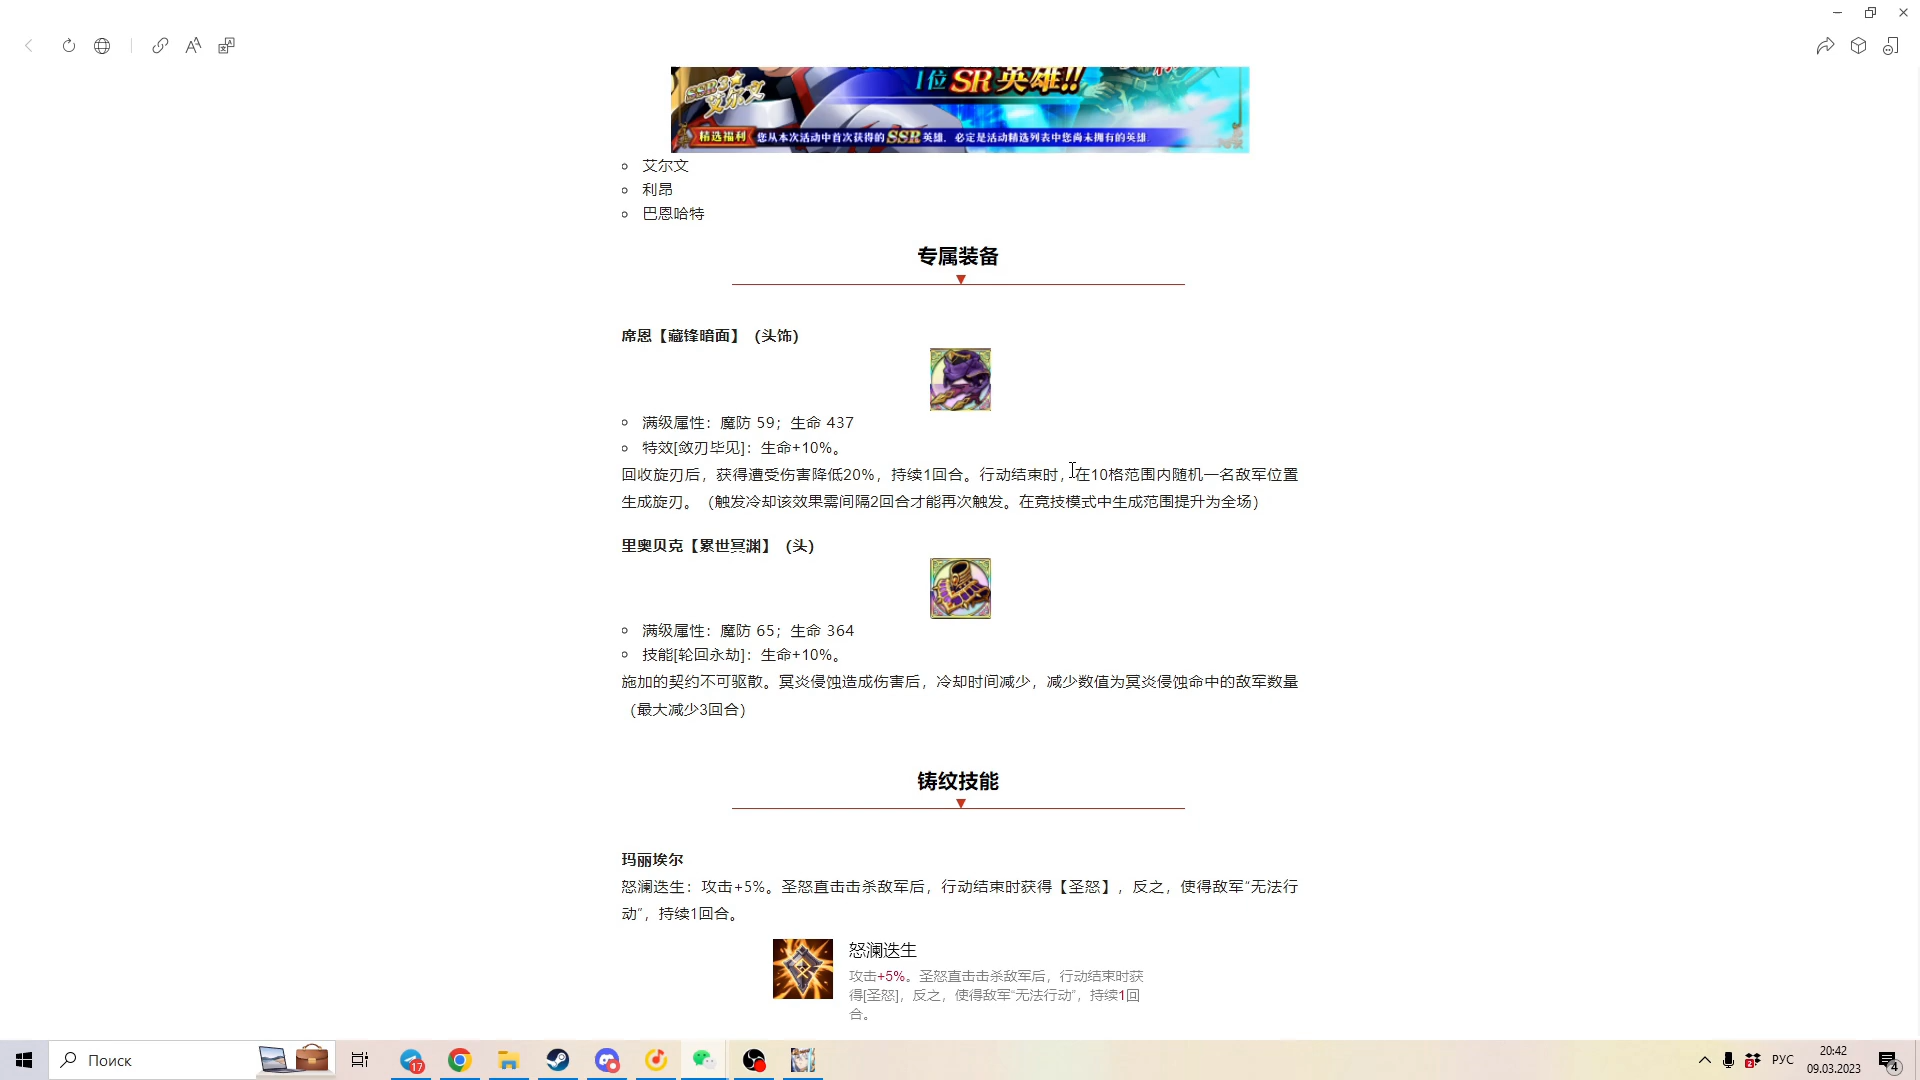 1位SR英雄!!
SSR
艾尔文
精选福利 您从本次活动中首次获得的SSR英雄，必定是活动精选列表中您尚未拥有的英雄。
艾尔文
利昂
巴恩哈特
专属装备
席恩【藏锋暗面】（头饰)
满级属性：魔防 59；生命 437
特效[敛刃毕见]：生命+10%。
回收旋刃后，获得遭受伤害降低20%，持续1回合。行动结束时，在10格范围内随机一名敌军位置
生成旋刃。（触发冷却该效果需间隔2回合才能再次触发。在竞技模式中生成范围提升为全场）
里奥贝克【累世冥渊】（头)
满级属性：魔防 65；生命 364
技能[轮回永劫]：生命+10%。
施加的契约不可驱散。冥炎侵蚀造成伤害后，冷却时间减少，减少数值为冥炎侵蚀命中的敌军数量
（最大减少3回合）
铸纹技能
玛丽埃尔
怒澜迭生：攻击+5%。圣怒直击击杀敌军后，行动结束时获得【圣怒】，反之，使得敌军“无法行
动”，持续1回合。
怒澜迭生
攻击+5%。圣怒直击击杀敌军后，行动结束时获
得[圣怒]，反之，使得敌军“无法行动”，持续1回
合。
Поиск
17
2
РУС
20:42
09.03.2023
4